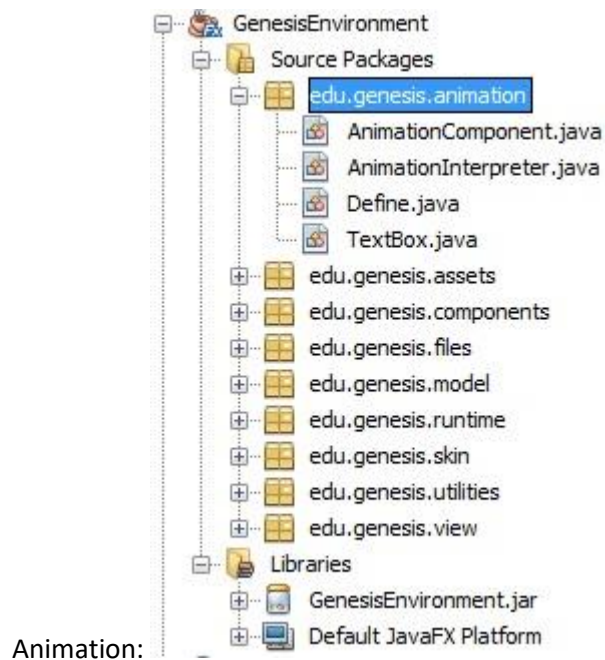 GenesisEnvironment
Source Packages
edu.genesis.animation
AnimationComponent.java
AnimationInterpreter.java
Define.java
TextBox.java
edu.genesis.assets
edu.genesis.components
edu.genesis.files
edu.genesis.model
edu.genesis.runtime
edu.genesis.skin
edu.genesis.utilities
edu.genesis.view
Libraries
GenesisEnvironment.jar
Default JavaFX Platform
Animation: